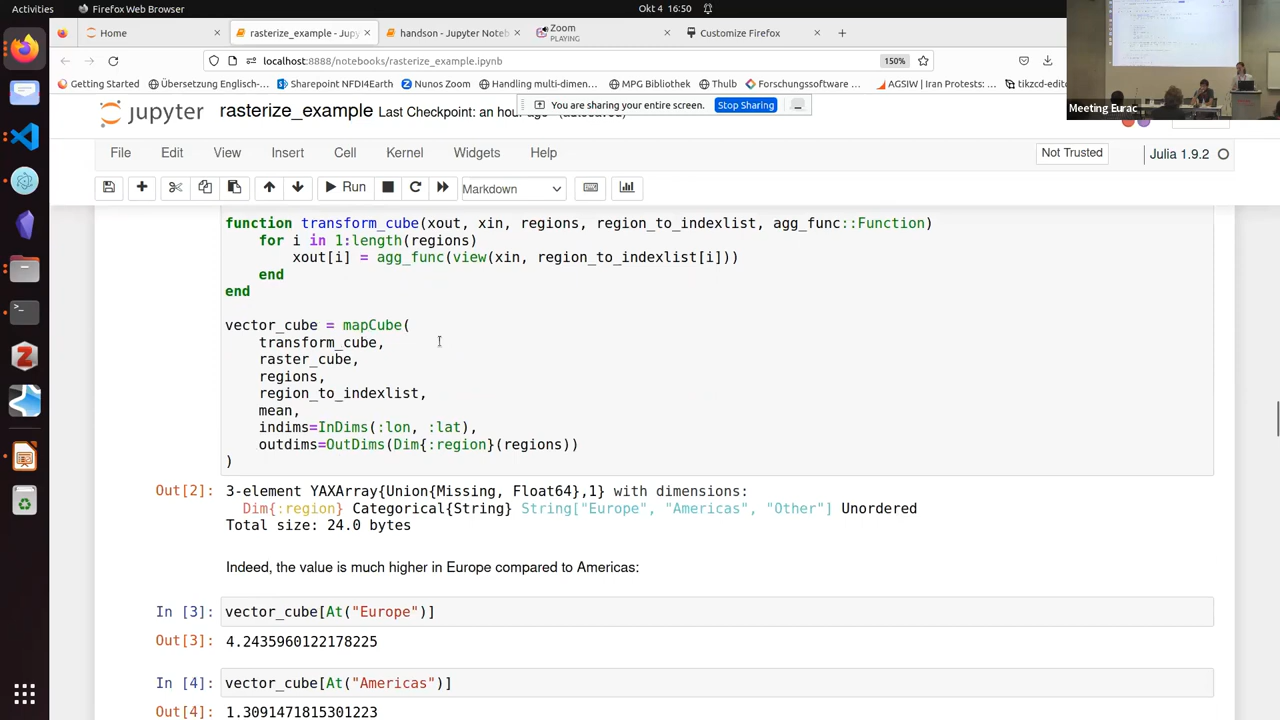 Activities
Firefox Web Browser
Okt 4 16:50
Home
rasterize_example - Jupy
handson - Jupyter Noteb
Zoom
PLAYING
Customize Firefox
localhost:8888/notebooks/rasterize_example.ipynb
150%
Getting Started
Übersetzung Englisch-...
Sharepoint NFDI4Earth
Nunos Zoom
Handling multi-dimen...
MPG Bibliothek
Thulb
Forschungssoftware ...
AGSIW | Iran Protests:...
tikzcd-editor
Meeting Eurac
jupyter
rasterize_example Last Checkpoint: an hour ago (autosaved)
You are sharing your entire screen.
Stop Sharing
File
Edit
View
Insert
Cell
Kernel
Widgets
Help
Not Trusted
Julia 1.9.2
Run
Markdown
function transform_cube(xout, xin, regions, region_to_indexlist, agg_func::Function)
for i in 1:length(regions)
xout[i] = agg_func(view(xin, region_to_indexlist[i]))
end
end
vector_cube = mapCube(
transform_cube,
raster_cube,
regions,
region_to_indexlist,
mean,
indims=InDims(:lon, :lat),
outdims=OutDims(Dim{:region}(regions))
)
Out[2]: 3-element YAXArray{Union{Missing, Float64},1} with dimensions:
Dim{:region} Categorical{String} String["Europe", "Americas", "Other"] Unordered
Total size: 24.0 bytes
Indeed, the value is much higher in Europe compared to Americas:
In [3]: vector_cube[At("Europe")]
Out[3]: 4.2435960122178225
In [4]: vector_cube[At("Americas")]
Out[4]: 1.3091471815301223